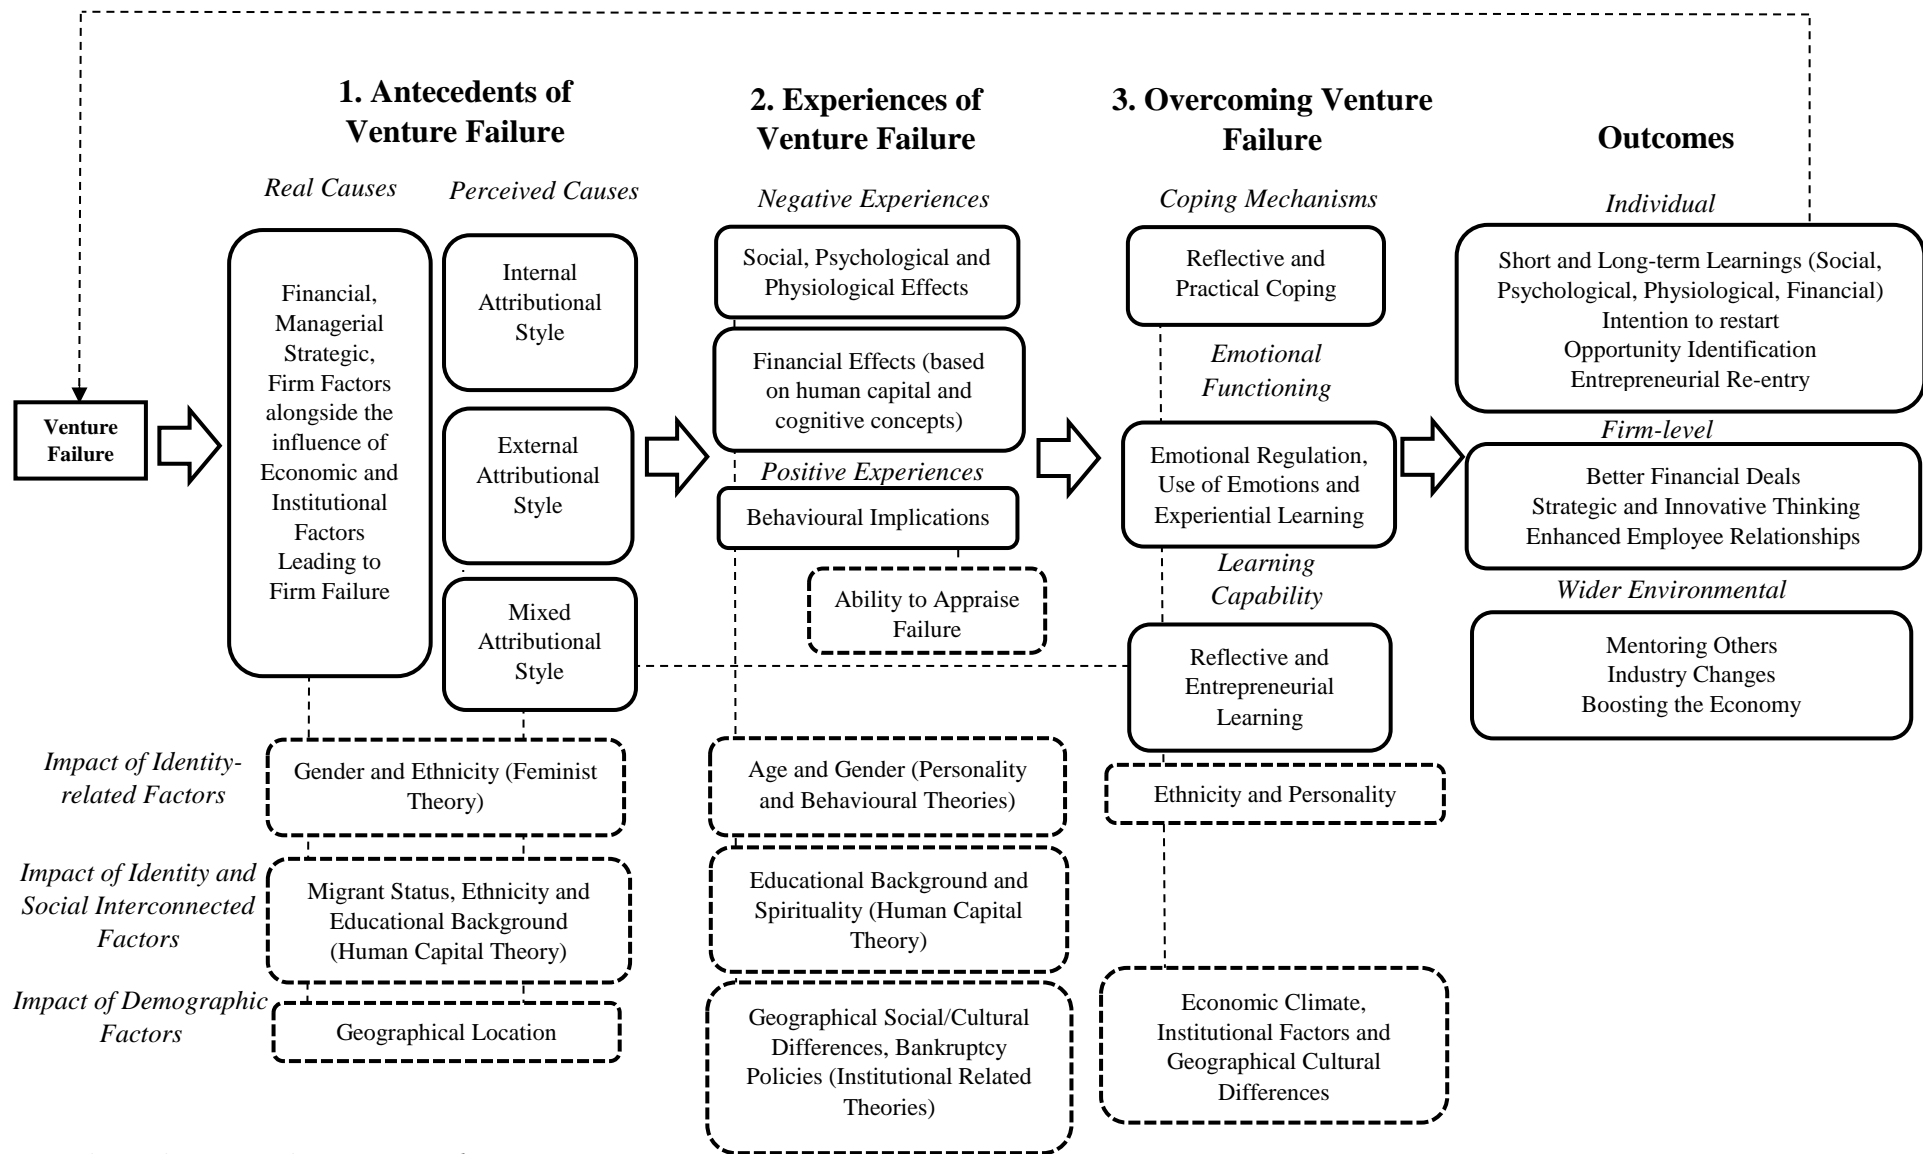 1. Antecedents of
Venture Failure
Real Causes
Perceived Causes
Venture
Failure
Financial,
Managerial
Strategic,
Firm Factors
alongside the
influence of
Economic and
Institutional
Factors
Leading to
Firm Failure
Internal
Attributional
Style
External
Attributional
Style
Mixed
Attributional
Style
2. Experiences of
Venture Failure
Negative Experiences
Social, Psychological and
Physiological Effects
Financial Effects (based
on human capital and
cognitive concepts)
Positive Experiences
Behavioural Implications
Ability to Appraise
Failure
3. Overcoming Venture
Failure
Coping Mechanisms
Reflective and
Practical Coping
Emotional
Functioning
Emotional Regulation,
Use of Emotions and
Experiential Learning
Learning
Capability
Reflective and
Entrepreneurial
Learning
Outcomes
Individual
Short and Long-term Learnings (Social,
Psychological, Physiological, Financial)
Intention to restart
Opportunity Identification
Entrepreneurial Re-entry
Firm-level
Better Financial Deals
Strategic and Innovative Thinking
Enhanced Employee Relationships
Wider Environmental
Mentoring Others
Industry Changes
Boosting the Economy
Impact of Identity-
related Factors
Gender and Ethnicity (Feminist
Theory)
Age and Gender (Personality
and Behavioural Theories)
Ethnicity and Personality
Impact of Identity and
Social Interconnected
Factors
Migrant Status, Ethnicity and
Educational Background
(Human Capital Theory)
Educational Background and
Spirituality (Human Capital
Theory)
Impact of Demographic
Factors
Geographical Location
Geographical Social/Cultural
Differences, Bankruptcy
Policies (Institutional Related
Theories)
Economic Climate,
Institutional Factors and
Geographical Cultural
Differences